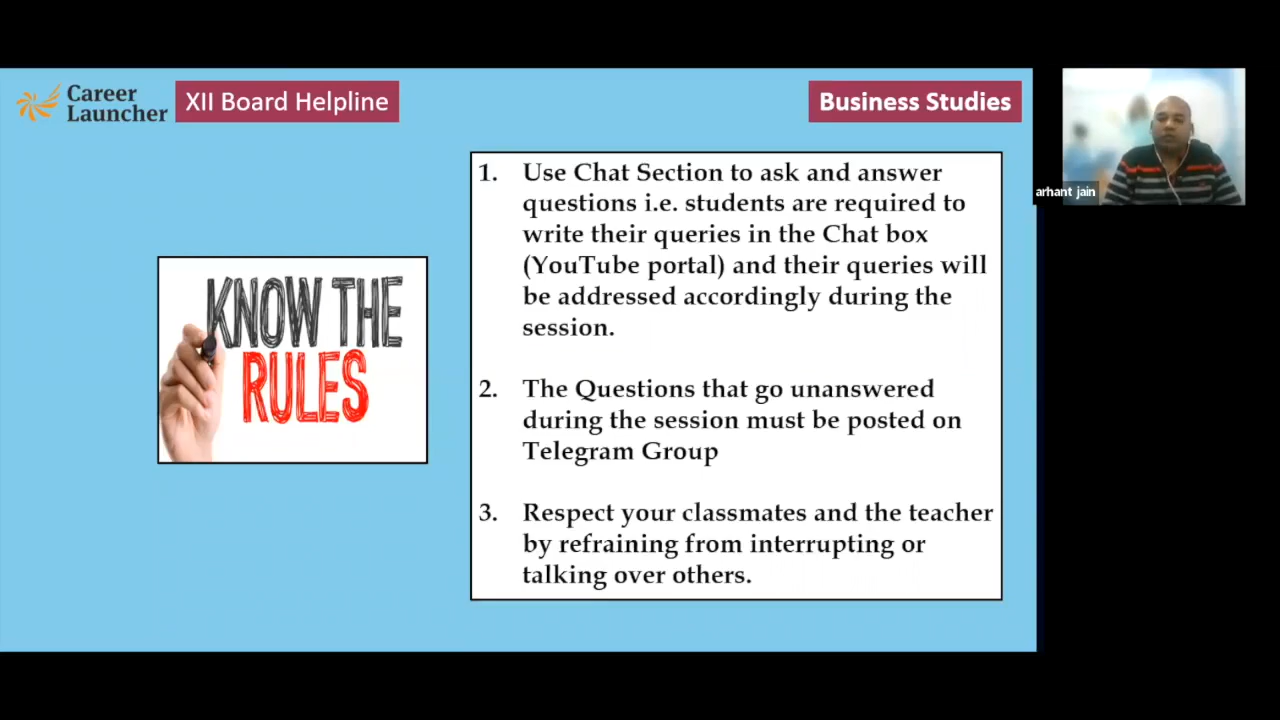 Career
Launcher
XII Board Helpline
Business Studies
arhant jain
KNOW THE
RULES
1. Use Chat Section to ask and answer
questions i.e. students are required to
write their queries in the Chat box
(YouTube portal) and their queries will
be addressed accordingly during the
session.
2. The Questions that go unanswered
during the session must be posted on
Telegram Group
3. Respect your classmates and the teacher
by refraining from interrupting or
talking over others.